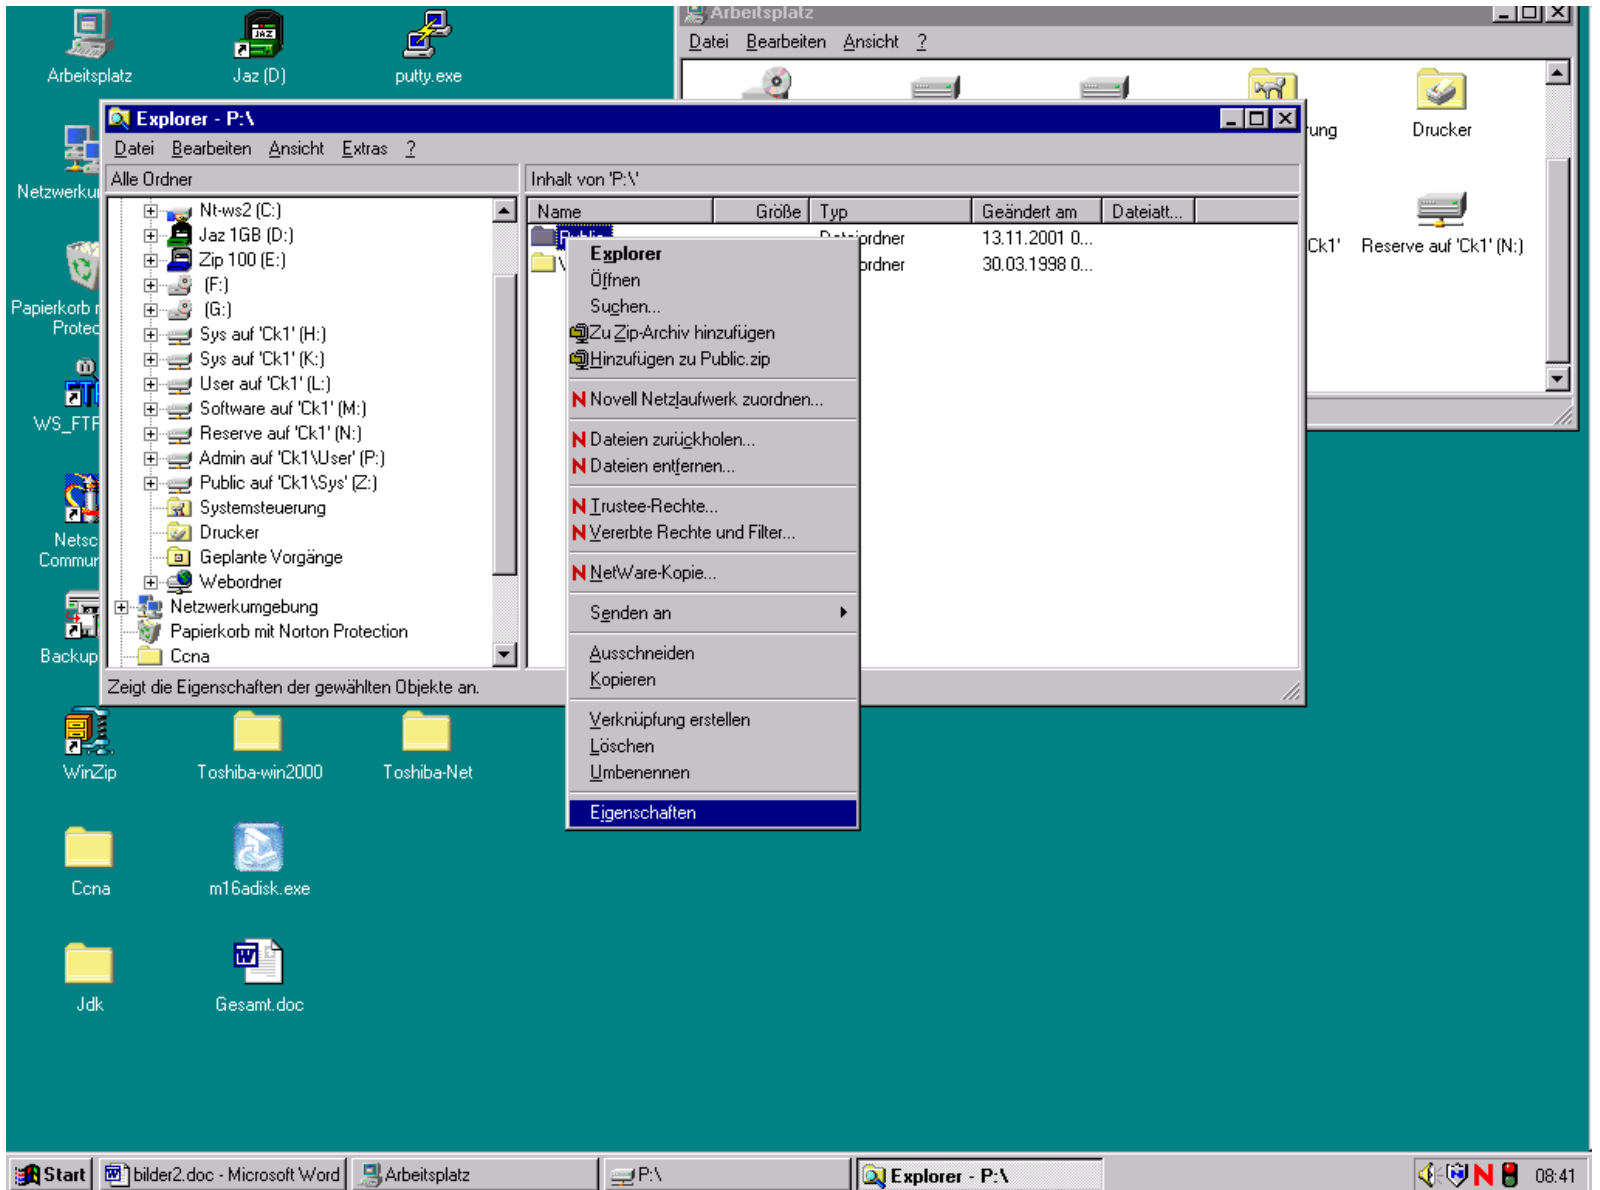 Arbeitsplatz
Jaz (D)
putty.exe
Netzwerku
Papierkorb
Protec
WS_FTF
Netsc
Commur
Backup
WinZip
Toshiba-win2000
Toshiba-Net
Ccna
m16adisk.exe
Jdk
Gesamt.doc
Arbeitsplatz
Datei Bearbeiten Ansicht ?
rung
Drucker
Ck1'
Reserve auf 'Ck1' (N:)
Explorer - P:\
Datei Bearbeiten Ansicht Extras ?
Alle Ordner
Inhalt von 'P:\'
Nt-ws2 (C:)
Jaz 1GB (D:)
Zip 100 (E:)
(F:)
(G:)
Sys auf 'Ck1' (H:)
Sys auf 'Ck1' (K:)
User auf 'Ck1' (L:)
Software auf 'Ck1' (M:)
Reserve auf 'Ck1' (N:)
Admin auf 'Ck1\User' (P:)
Public auf 'Ck1\Sys' (Z:)
Systemsteuerung
Drucker
Geplante Vorgänge
Webordner
Netzwerkumgebung
Papierkorb mit Norton Protection
Ccna
Name Größe Typ Geändert am Dateiatt...
Public Dateiordner 13.11.2001 0...
ordner 30.03.1998 0...
Explorer
Öffnen
Suchen...
Zu Zip-Archiv hinzufügen
Hinzufügen zu Public.zip
Novell Netzlaufwerk zuordnen...
Dateien zurückholen...
Dateien entfernen...
Trustee-Rechte...
Vererbte Rechte und Filter...
NetWare-Kopie...
Senden an
Ausschneiden
Kopieren
Verknüpfung erstellen
Löschen
Umbenennen
Eigenschaften
Zeigt die Eigenschaften der gewählten Objekte an.
Start
bilder2.doc - Microsoft Word
Arbeitsplatz
P:\
Explorer - P:\
08:41